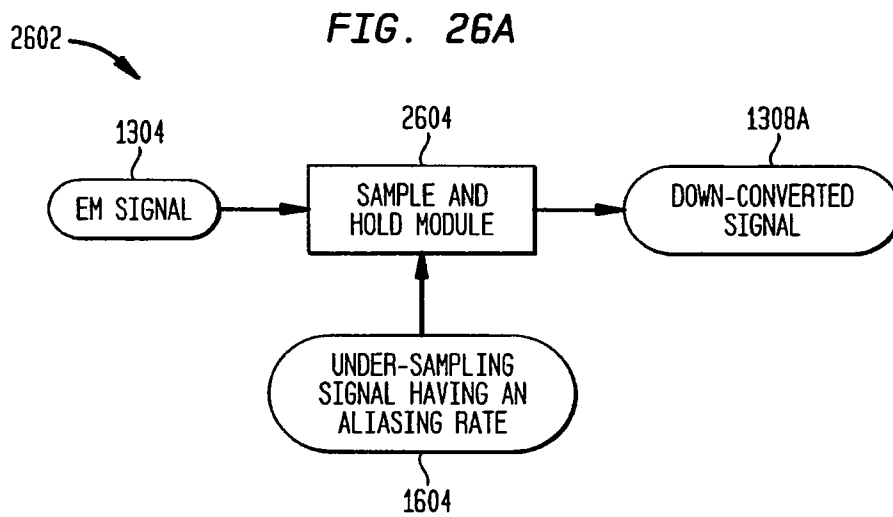 FIG. 26A
2602
1304
2604
1308A
EM SIGNAL
SAMPLE AND
HOLD MODULE
DOWN-CONVERTED
SIGNAL
UNDER-SAMPLING
SIGNAL HAVING AN
ALIASING RATE
1604